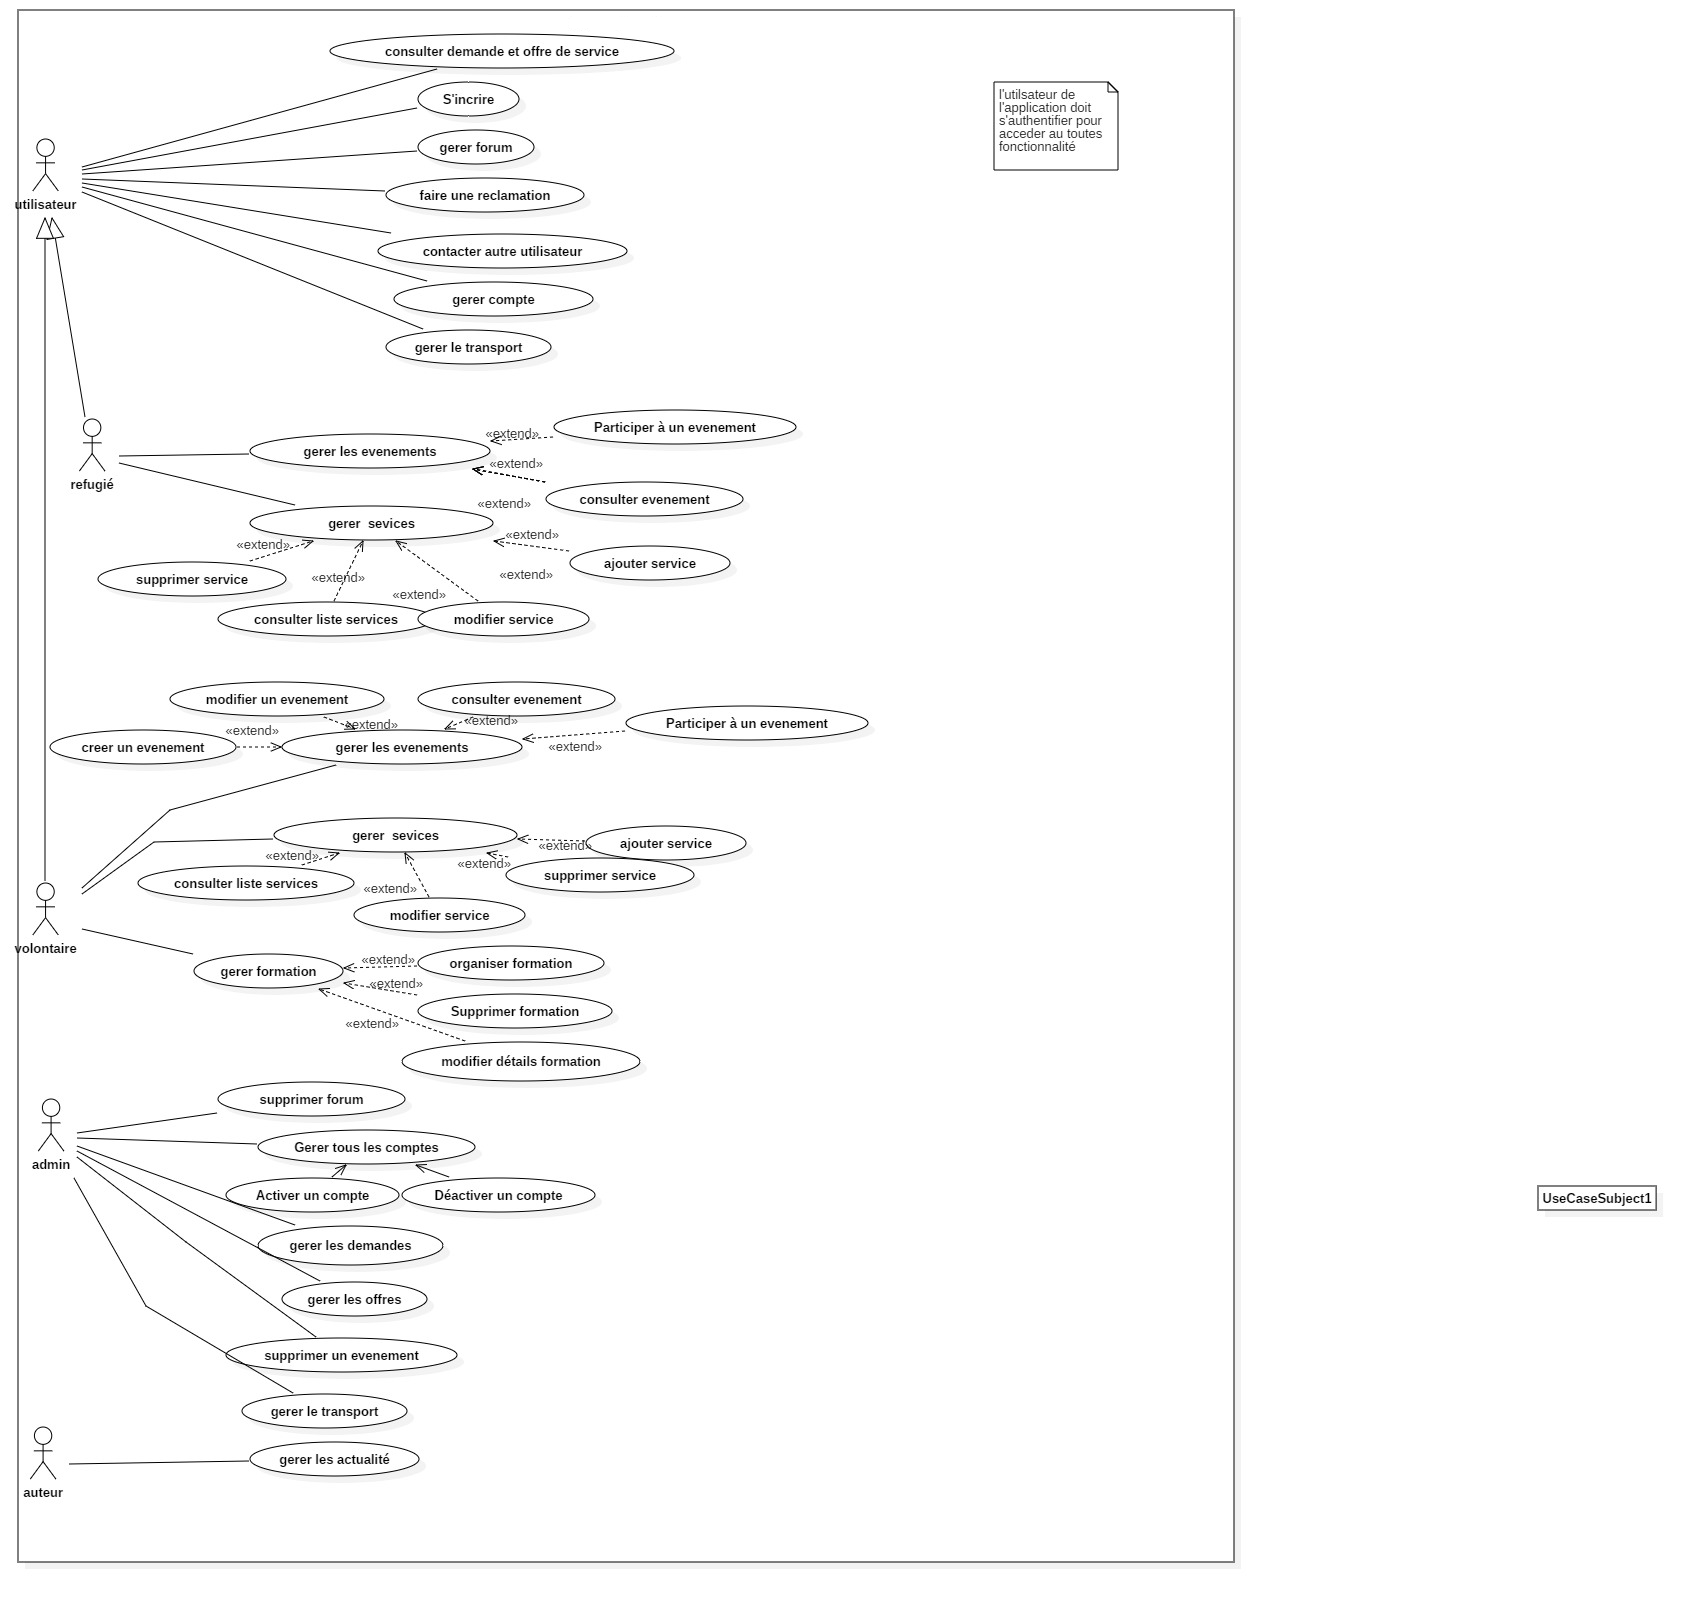 consulter demande et offre de service
S'incrire
l'utilsateur de
l'application doit
s'authentifier pour
acceder au toutes
fonctionnalité
gerer forum
faire une reclamation
utilisateur
contacter autre utilisateur
gerer compte
gerer le transport
Participer à un evenement
«extend»
gerer les evenements
«extend»
refugié
consulter evenement
«extend»
gerer  sevices
«extend»
«extend»
ajouter service
supprimer service
«extend»
«extend»
«extend»
consulter liste services
modifier service
modifier un evenement
consulter evenement
«extend»
«extend»
Participer à un evenement
«extend»
creer un evenement
gerer les evenements
«extend»
gerer  sevices
ajouter service
«extend»
«extend»
«extend»
supprimer service
consulter liste services
«extend»
modifier service
volontaire
«extend»
organiser formation
gerer formation
«extend»
Supprimer formation
«extend»
modifier détails formation
supprimer forum
Gerer tous les comptes
admin
Activer un compte
Déactiver un compte
UseCaseSubject1
gerer les demandes
gerer les offres
supprimer un evenement
gerer le transport
gerer les actualité
auteur